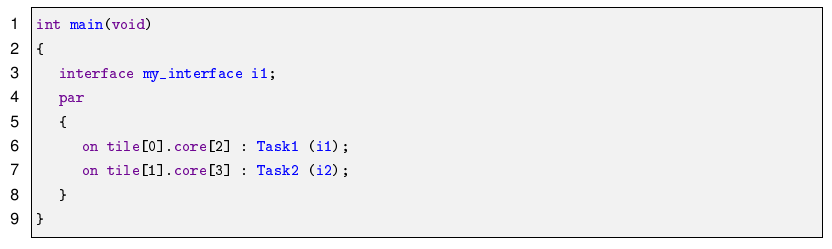 1 int main(void)
2 {
3 interface my_interface i1;
4 par
5 {
6 on tile[0].core[2] : Task1 (i1);
7 on tile[1].core[3] : Task2 (i2);
8 }
9 }